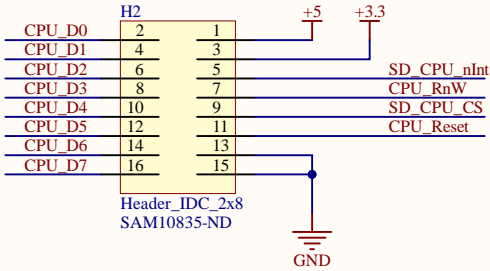 H2
+5
+3.3
CPU_D0 2 1
CPU_D1 4 3
CPU_D2 6 5 SD_CPU_nInt
CPU_D3 8 7 CPU_RnW
CPU_D4 10 9 SD_CPU_CS
CPU_D5 12 11 CPU_Reset
CPU_D6 14 13
CPU_D7 16 15
Header_IDC_2x8
SAM10835-ND
GND